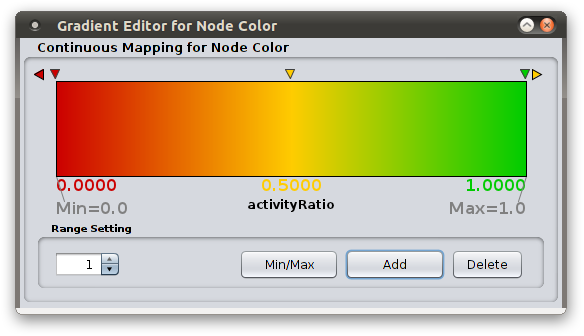 Gradient Editor for Node Color
Continuous Mapping for Node Color
0.0000 0.5000 1.0000
Min=0.0 activityRatio Max=1.0
Range Setting
1 Min/Max Add Delete